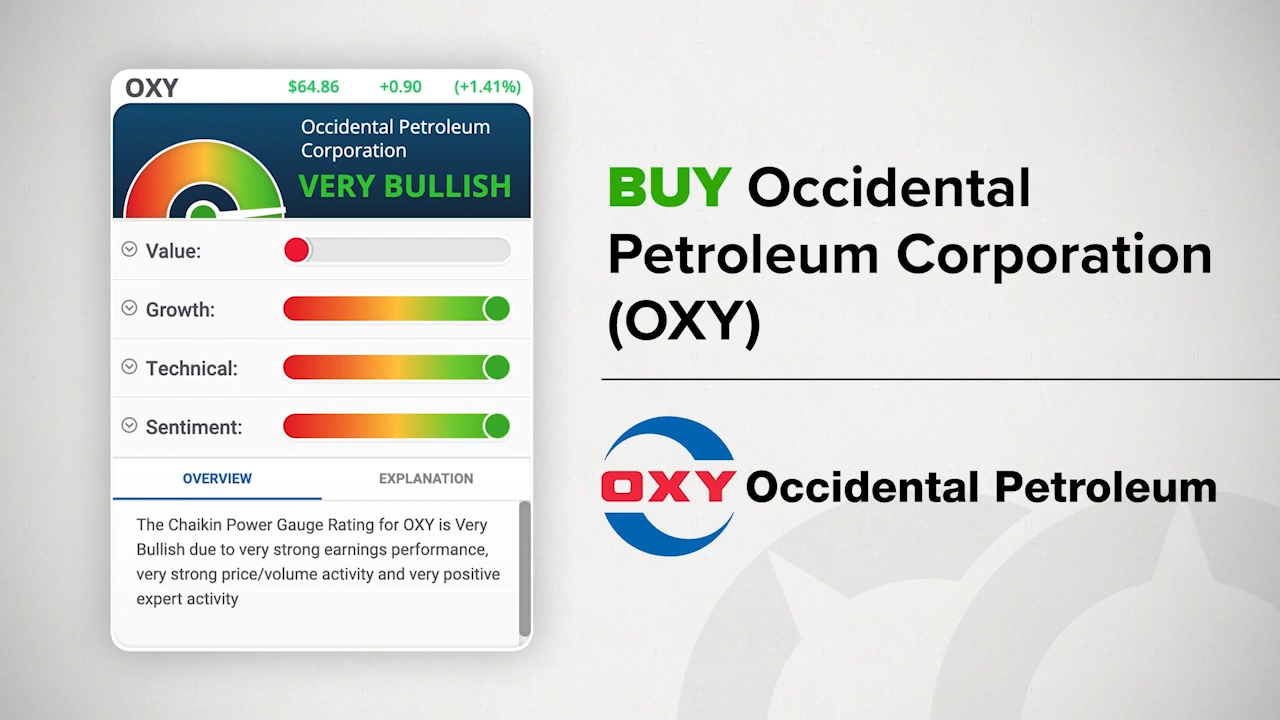 OXY $64.86 +0.90 (+1.41%)
Occidental Petroleum
Corporation
VERY BULLISH
Value:
Growth:
Technical:
Sentiment:
OVERVIEW EXPLANATION
The Chaikin Power Gauge Rating for OXY is Very
Bullish due to very strong earnings performance,
very strong price/volume activity and very positive
expert activity
BUY Occidental
Petroleum Corporation
(OXY)
OXY Occidental Petroleum